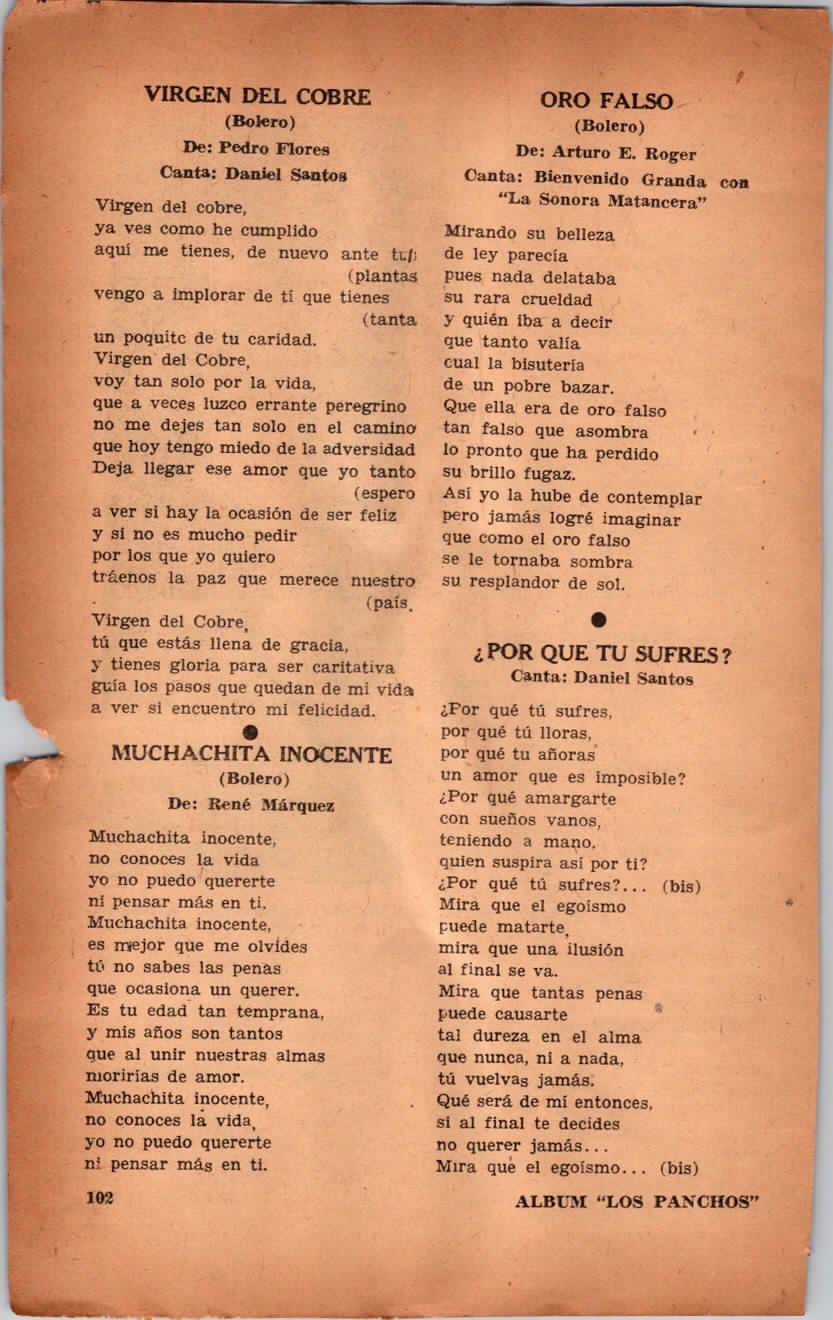 VIRGEN DEL COBRE
(Bolero)
De: Pedro Flores
Canta: Daniel Santos
Virgen del cobre,
ya ves como he cumplido
aquí me tienes, de nuevo ante tus
(plantas
vengo a implorar de tí que tienes
(tanta
un poquito de tu caridad.
Virgen del Cobre,
voy tan solo por la vida,
que a veces luzco errante peregrino
no me dejes tan solo en el camino
que hoy tengo miedo de la adversidad
Deja llegar ese amor que yo tanto
(espero
a ver si hay la ocasión de ser feliz
y si no es mucho pedir
por los que yo quiero
tráenos la paz que merece nuestro
(país,
Virgen del Cobre,
tú que estás llena de gracia,
y tienes gloria para ser caritativa
guía los pasos que quedan de mi vida
a ver si encuentro mi felicidad.
MUCHACHITA INOCENTE
(Bolero)
De: René Márquez
Muchachita inocente,
no conoces la vida
yo no puedo quererte
ni pensar más en ti.
Muchachita inocente,
es mejor que me olvides
tú no sabes las penas
que ocasiona un querer.
Es tu edad tan temprana,
y mis años son tantos
que al unir nuestras almas
morirías de amor.
Muchachita inocente,
no conoces la vida,
yo no puedo quererte
ni pensar más en ti.
102
ORO FALSO
(Bolero)
De: Arturo E. Roger
Canta: Bienvenido Granda con
"La Sonora Matancera"
Mirando su belleza
de ley parecía
pues nada delataba
su rara crueldad
y quién iba a decir
que tanto valía
cual la bisutería
de un pobre bazar.
Que ella era de oro falso
tan falso que asombra
lo pronto que ha perdido
su brillo fugaz.
Así yo la hube de contemplar
pero jamás logré imaginar
que como el oro falso
se le tornaba sombra
su resplandor de sol.
¿POR QUE TU SUFRES?
Canta: Daniel Santos
¿Por qué tú sufres,
por qué tú lloras,
por qué tu añoras
un amor que es imposible?
¿Por qué amargarte
con sueños vanos,
teniendo a mano,
quien suspira así por ti?
¿Por qué tú sufres?... (bis)
Mira que el egoísmo
puede matarte,
mira que una ilusión
al final se va.
Mira que tantas penas
puede causarte
tal dureza en el alma
que nunca, ni a nada,
tú vuelvas jamás.
Qué será de mí entonces,
si al final te decides
no querer jamás...
Mira que el egoísmo... (bis)
ALBUM "LOS PANCHOS"